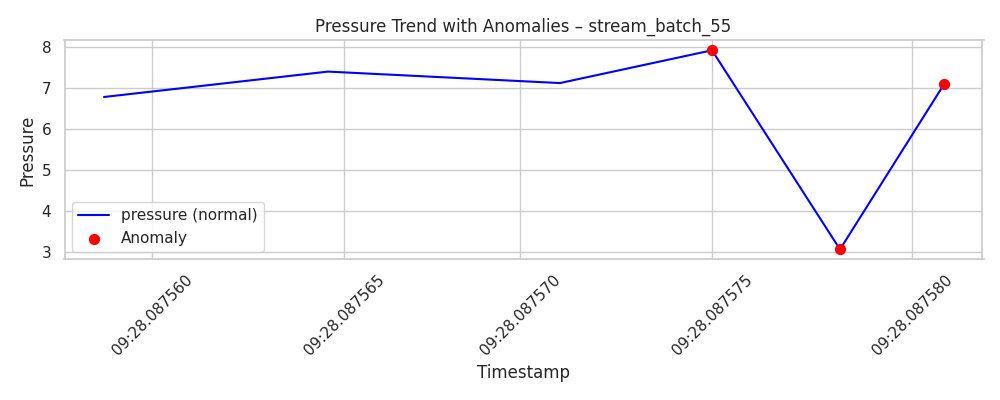 Pressure Trend with Anomalies – stream_batch_55
8
7
6
5
4
3
Pressure
pressure (normal)
Anomaly
09:28.087560
09:28.087565
09:28.087570
09:28.087575
09:28.087580
Timestamp